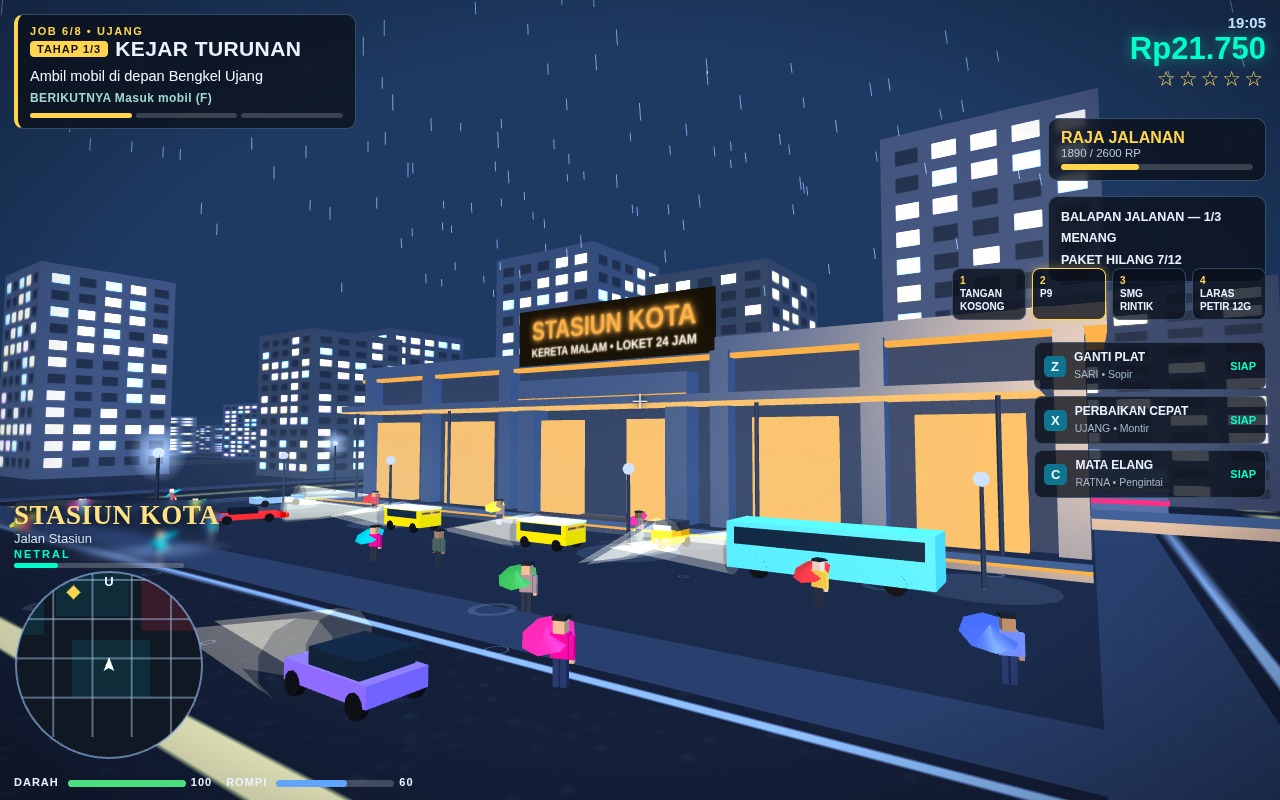 JOB 6/8 • UJANG
TAHAP 1/3 KEJAR TURUNAN
Ambil mobil di depan Bengkel Ujang
BERIKUTNYA Masuk mobil (F)
19:05
Rp21.750
☆☆☆☆☆
RAJA JALANAN
1890 / 2600 RP
BALAPAN JALANAN — 1/3
MENANG
PAKET HILANG 7/12
1
TANGAN
KOSONG
2
P9
3
SMG
RINTIK
4
LARAS
PETIR 12G
Z GANTI PLAT SIAP
SARI • Sopir
X PERBAIKAN CEPAT SIAP
UJANG • Montir
C MATA ELANG SIAP
RATNA • Pengintai
STASIUN KOTA
KERETA MALAM • LOKET 24 JAM
STASIUN KOTA
Jalan Stasiun
NETRAL
U
DARAH 100 ROMPI 60